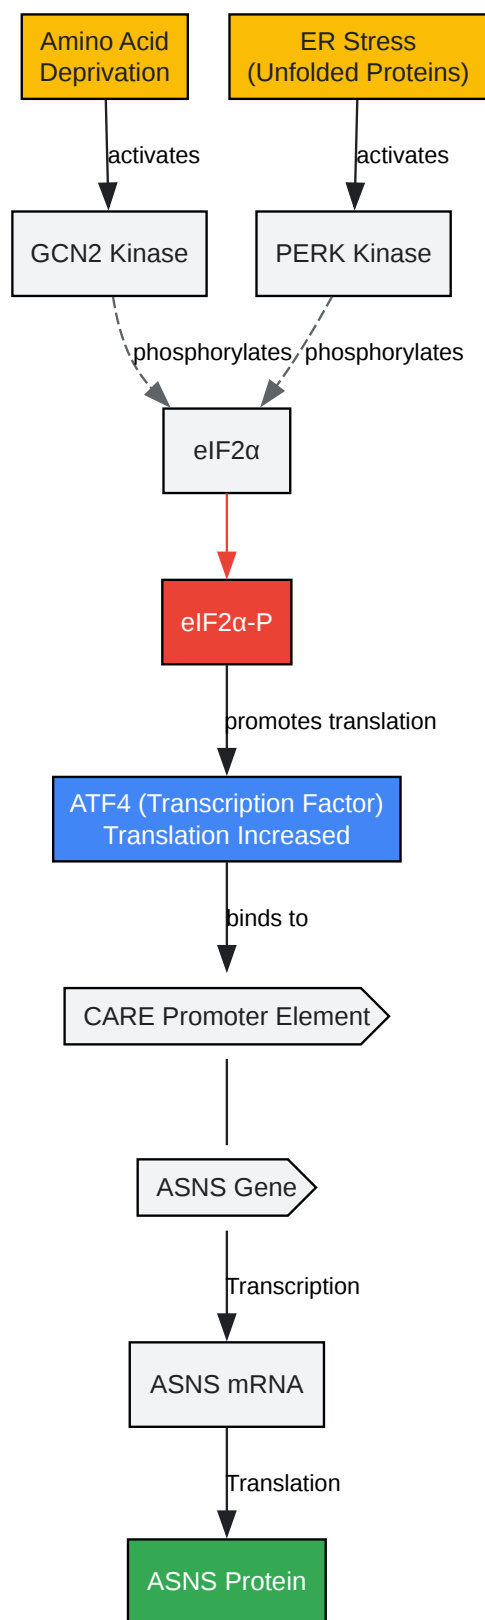 Amino Acid
Deprivation
ER Stress
(Unfolded Proteins)
activates
activates
GCN2 Kinase
PERK Kinase
phosphorylates
phosphorylates
eIF2α
eIF2α-P
promotes translation
ATF4 (Transcription Factor)
Translation Increased
binds to
CARE Promoter Element
ASNS Gene
Transcription
ASNS mRNA
Translation
ASNS Protein